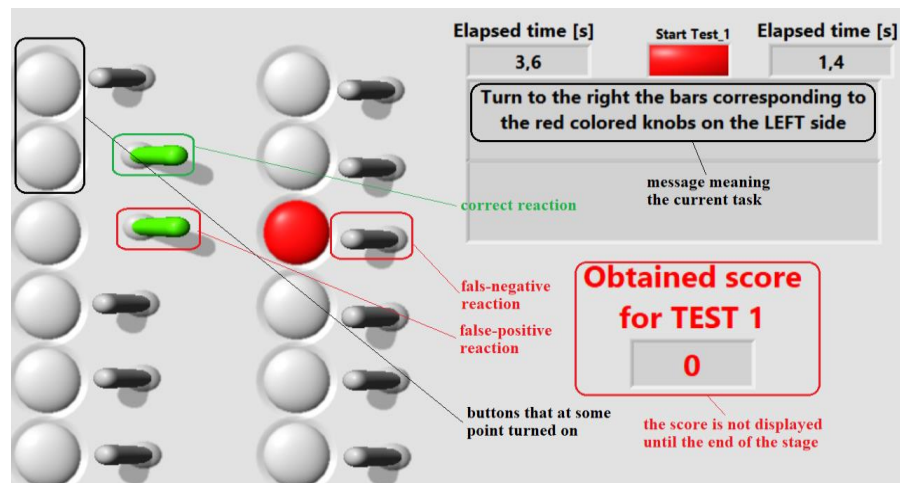 Elapsed time [s]
Start Test_1
Elapsed time [s]
3,6
1,4
Turn to the right the bars corresponding to
the red colored knobs on the LEFT side
message meaning
the current task
correct reaction
fals-negative
reaction
false-positive
reaction
Obtained score
for TEST 1
0
buttons that at some
point turned on
the score is not displayed
until the end of the stage